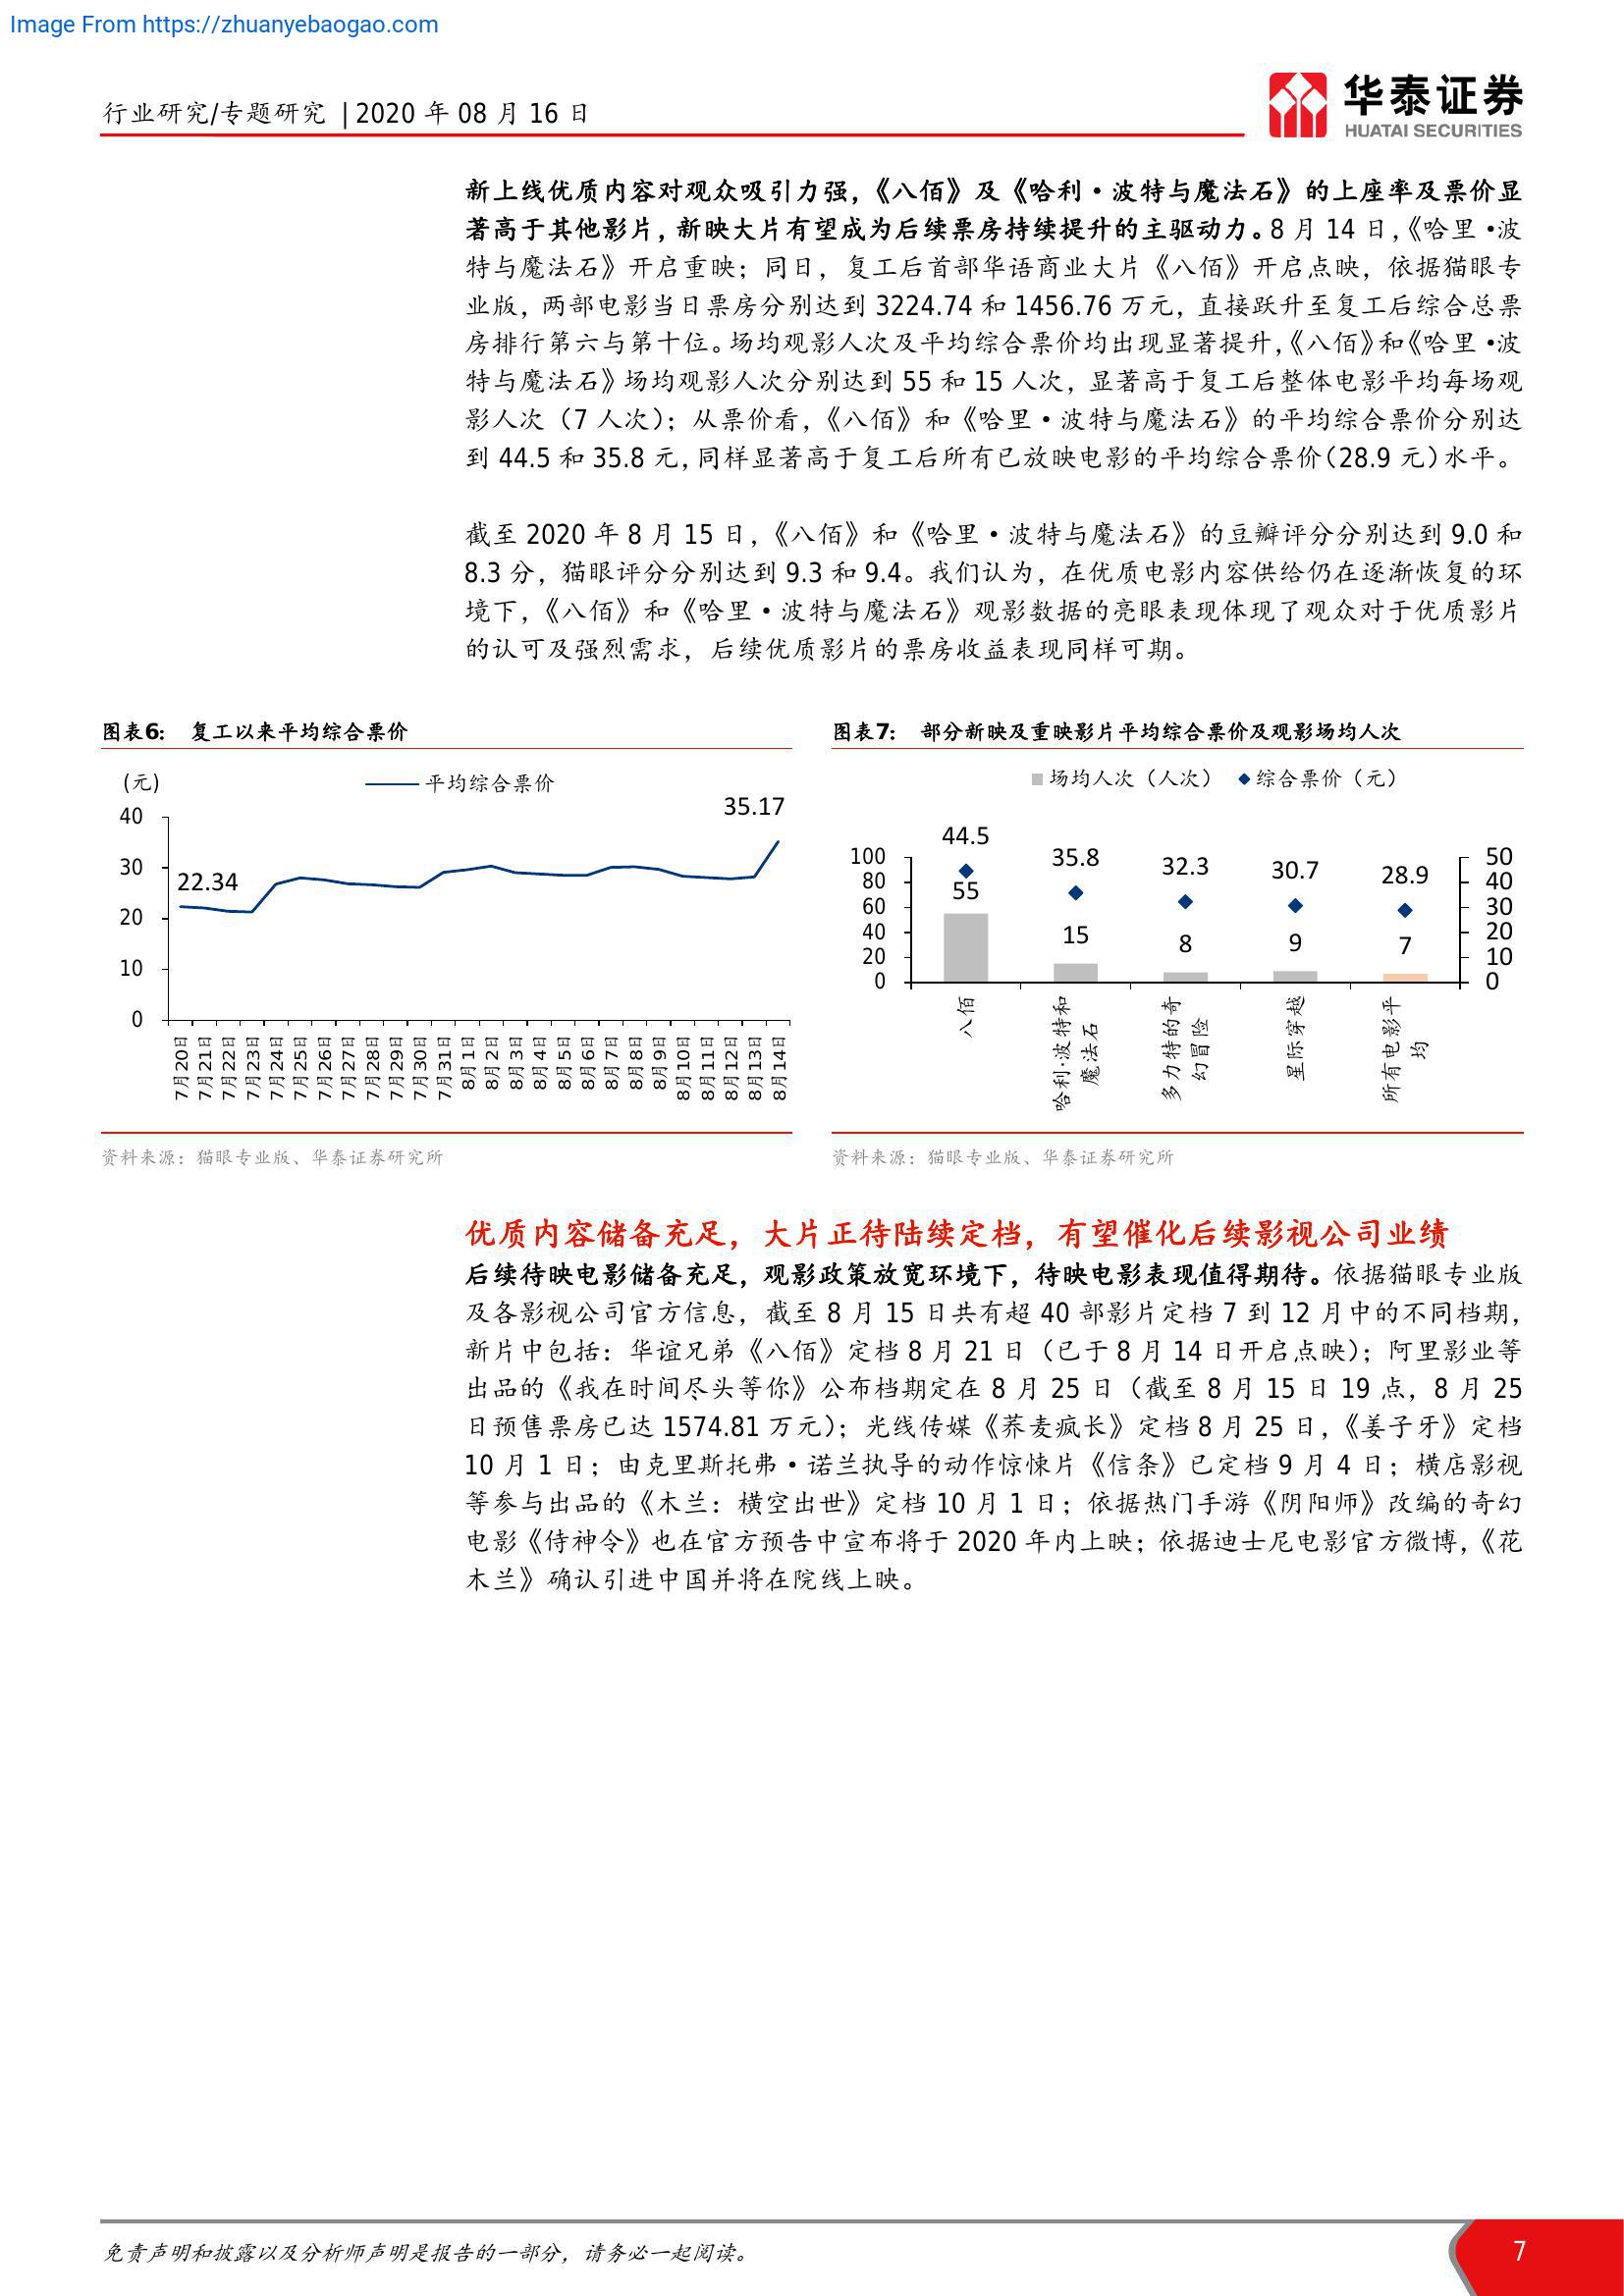 Image From https://zhuanyebaogao.com
行业研究/专题研究 | 2020 年 08 月 16 日
华泰证券
HUATAI SECURITIES
新上线优质内容对观众吸引力强，《八佰》及《哈利·波特与魔法石》的上座率及票价显
著高于其他影片，新映大片有望成为后续票房持续提升的主驱动力。8 月 14 日，《哈里·波
特与魔法石》开启重映；同日，复工后首部华语商业大片《八佰》开启点映，依据猫眼专
业版，两部电影当日票房分别达到 3224.74 和 1456.76 万元，直接跃升至复工后综合总票
房排行第六与第十位。场均观影人次及平均综合票价均出现显著提升，《八佰》和《哈里·波
特与魔法石》场均观影人次分别达到 55 和 15 人次，显著高于复工后整体电影平均每场观
影人次（7 人次）；从票价看，《八佰》和《哈里·波特与魔法石》的平均综合票价分别达
到 44.5 和 35.8 元，同样显著高于复工后所有已放映电影的平均综合票价（28.9 元）水平。
截至 2020 年 8 月 15 日，《八佰》和《哈里·波特与魔法石》的豆瓣评分分别达到 9.0 和
8.3 分，猫眼评分分别达到 9.3 和 9.4。我们认为，在优质电影内容供给仍在逐渐恢复的环
境下，《八佰》和《哈里·波特与魔法石》观影数据的亮眼表现体现了观众对于优质影片
的认可及强烈需求，后续优质影片的票房收益表现同样可期。
图表6： 复工以来平均综合票价
(元)
平均综合票价
35.17
22.34
40
30
20
10
0
7月20日
7月21日
7月22日
7月23日
7月24日
7月25日
7月26日
7月27日
7月28日
7月29日
7月30日
7月31日
8月1日
8月2日
8月3日
8月4日
8月5日
8月6日
8月7日
8月8日
8月9日
8月10日
8月11日
8月12日
8月13日
8月14日
资料来源：猫眼专业版、华泰证券研究所
图表7： 部分新映及重映影片平均综合票价及观影场均人次
场均人次（人次） 综合票价（元）
44.5
35.8
32.3
30.7
28.9
55
15
8
9
7
100
80
60
40
20
0
50
40
30
20
10
0
八佰
哈利·波特和
魔法石
多力特的奇
幻冒险
星际穿越
所有电影平
均
资料来源：猫眼专业版、华泰证券研究所
优质内容储备充足，大片正待陆续定档，有望催化后续影视公司业绩
后续待映电影储备充足，观影政策放宽环境下，待映电影表现值得期待。依据猫眼专业版
及各影视公司官方信息，截至 8 月 15 日共有超 40 部影片定档 7 到 12 月中的不同档期，
新片中包括：华谊兄弟《八佰》定档 8 月 21 日（已于 8 月 14 日开启点映）；阿里影业等
出品的《我在时间尽头等你》公布档期定在 8 月 25 日（截至 8 月 15 日 19 点，8 月 25
日预售票房已达 1574.81 万元）；光线传媒《荞麦疯长》定档 8 月 25 日，《姜子牙》定档
10 月 1 日；由克里斯托弗·诺兰执导的动作惊悚片《信条》已定档 9 月 4 日；横店影视
等参与出品的《木兰：横空出世》定档 10 月 1 日；依据热门手游《阴阳师》改编的奇幻
电影《侍神令》也在官方预告中宣布将于 2020 年内上映；依据迪士尼电影官方微博，《花
木兰》确认引进中国并将在院线上映。
免责声明和披露以及分析师声明是报告的一部分，请务必一起阅读。
7